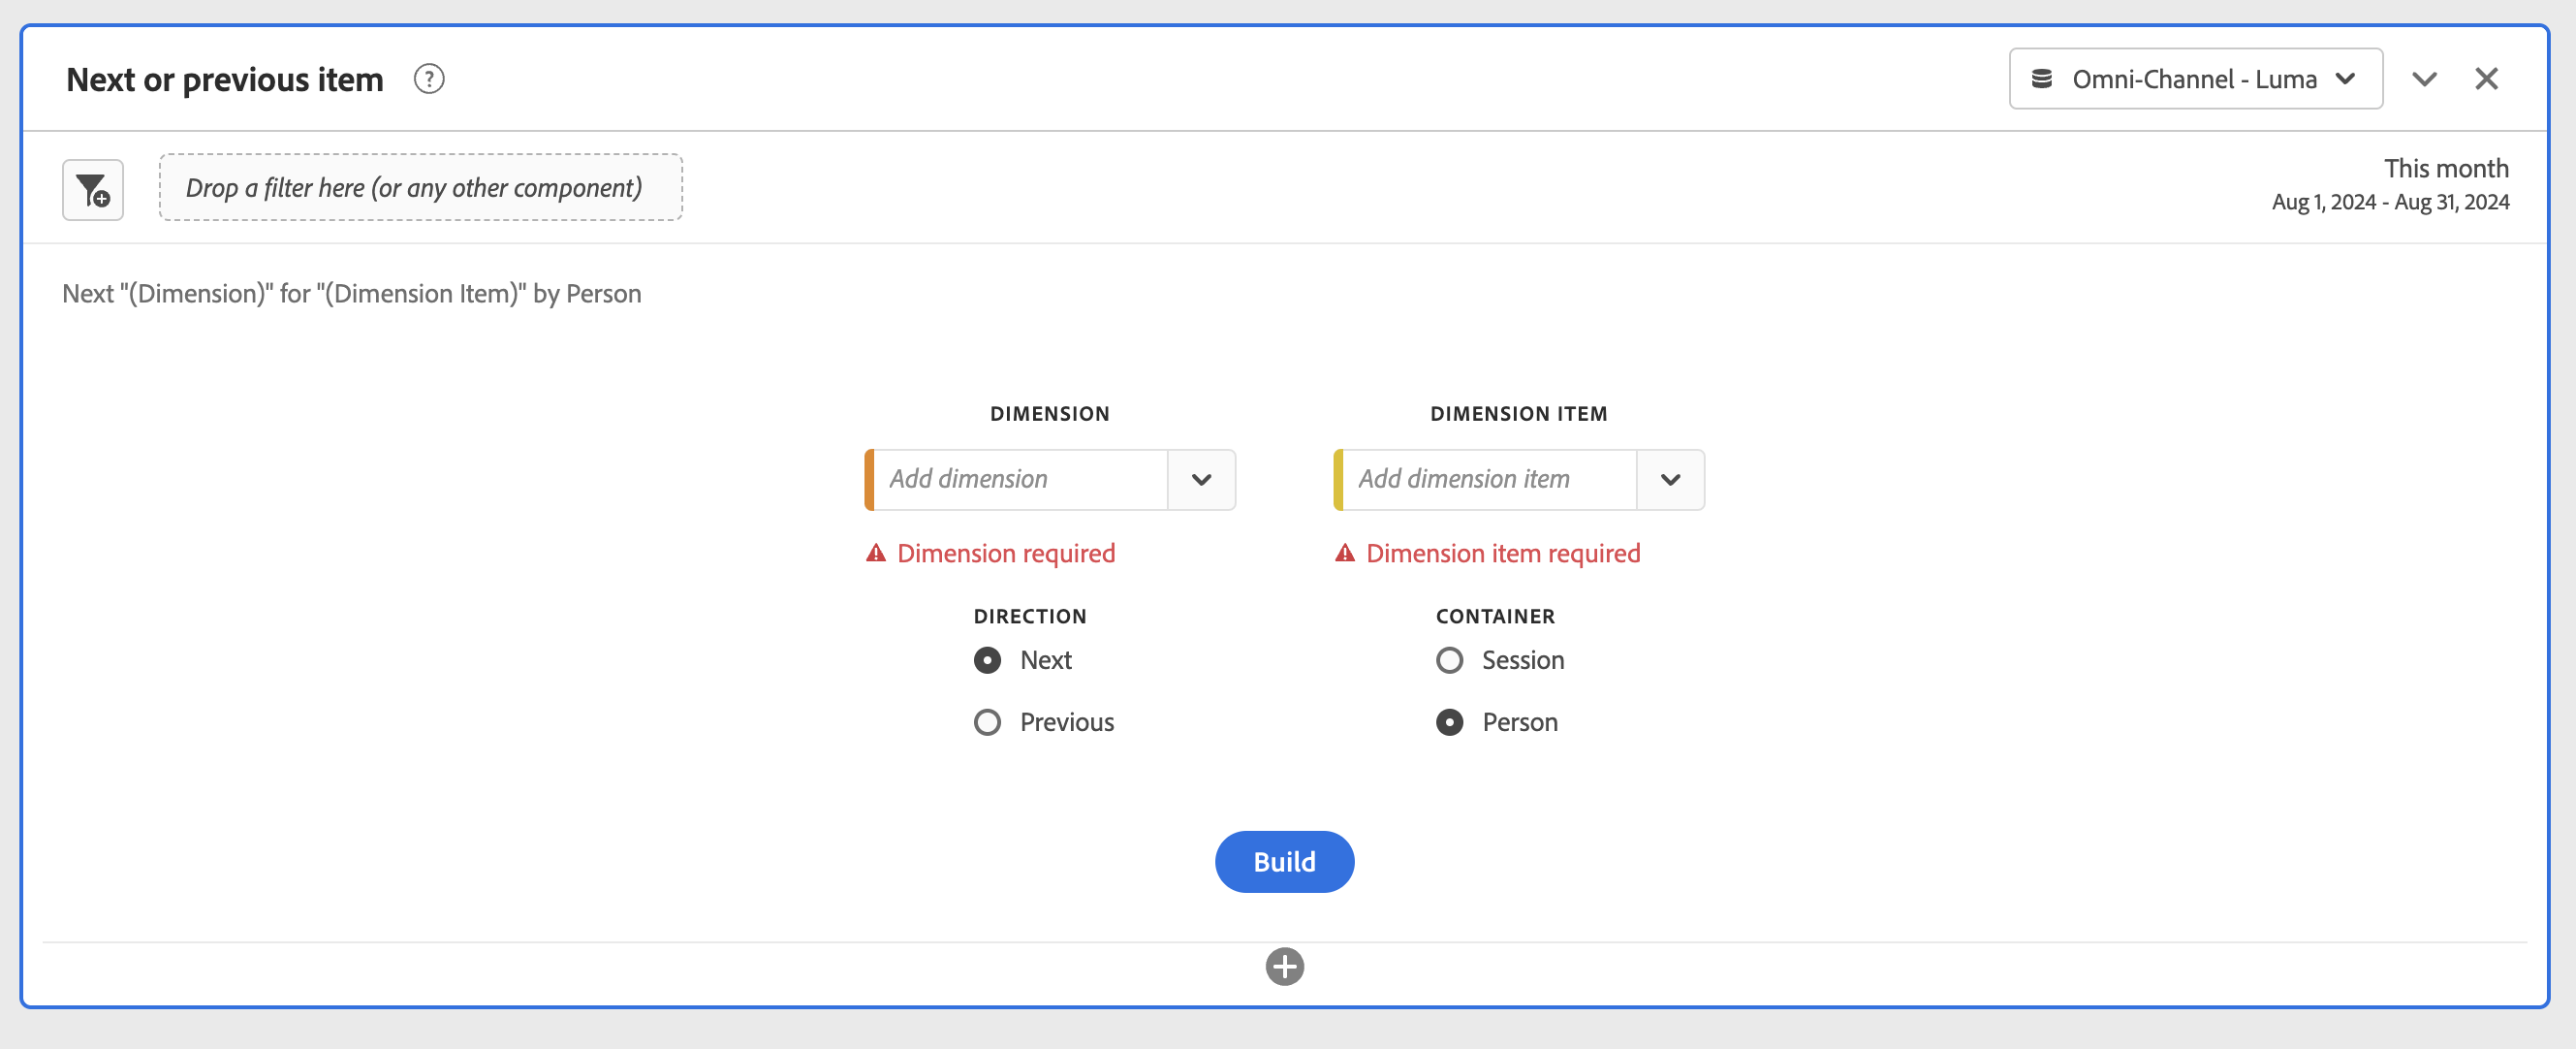 Next or previous item ?
Omni-Channel - Luma
Drop a filter here (or any other component)
This month
Aug 1, 2024 - Aug 31, 2024
Next "(Dimension)" for "(Dimension Item)" by Person
DIMENSION
DIMENSION ITEM
Add dimension
Add dimension item
Dimension required
Dimension item required
DIRECTION
CONTAINER
Next
Session
Previous
Person
Build